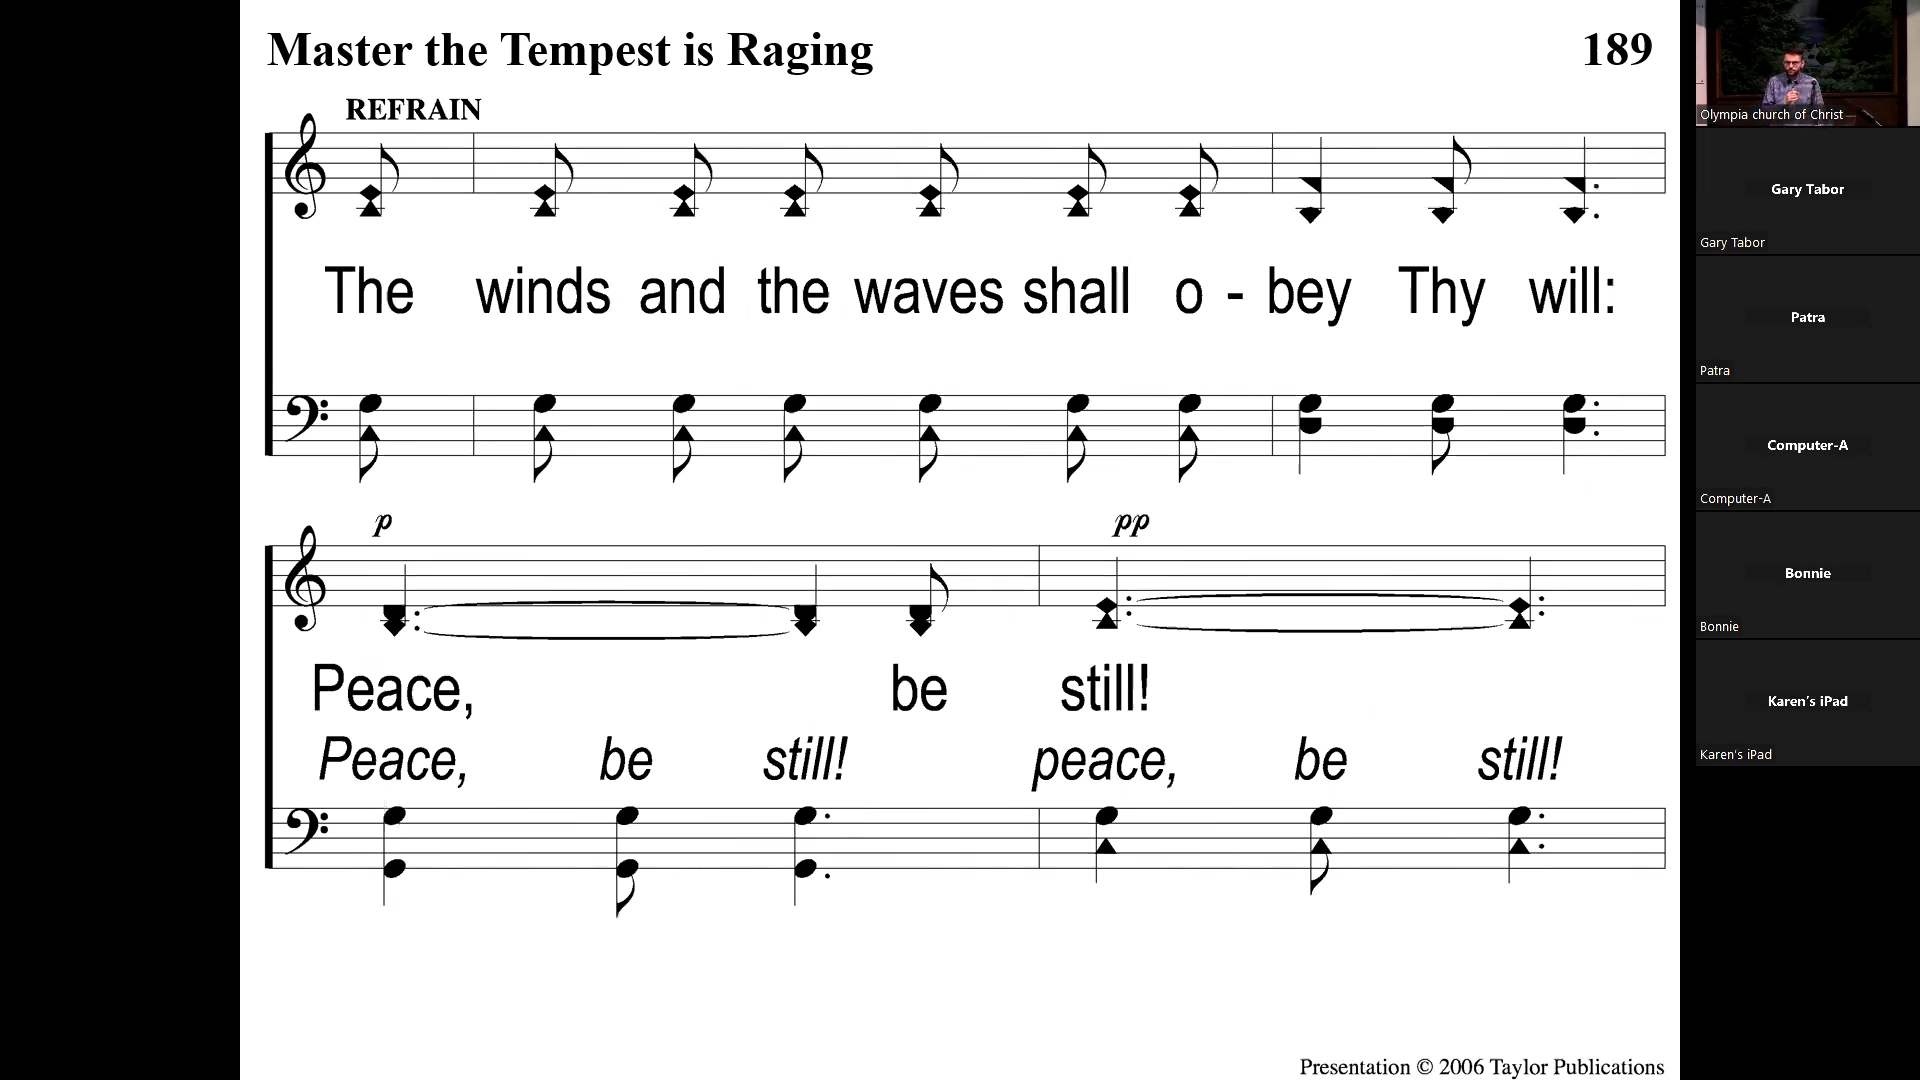 Master the Tempest is Raging
189
REFRAIN
The winds and the waves shall o - bey Thy will:
p
pp
Peace, be still!
Peace, be still! peace, be still!
Presentation © 2006 Taylor Publications
Olympia church of Christ
Gary Tabor
Gary Tabor
Patra
Patra
Computer-A
Computer-A
Bonnie
Bonnie
Karen's iPad
Karen's iPad